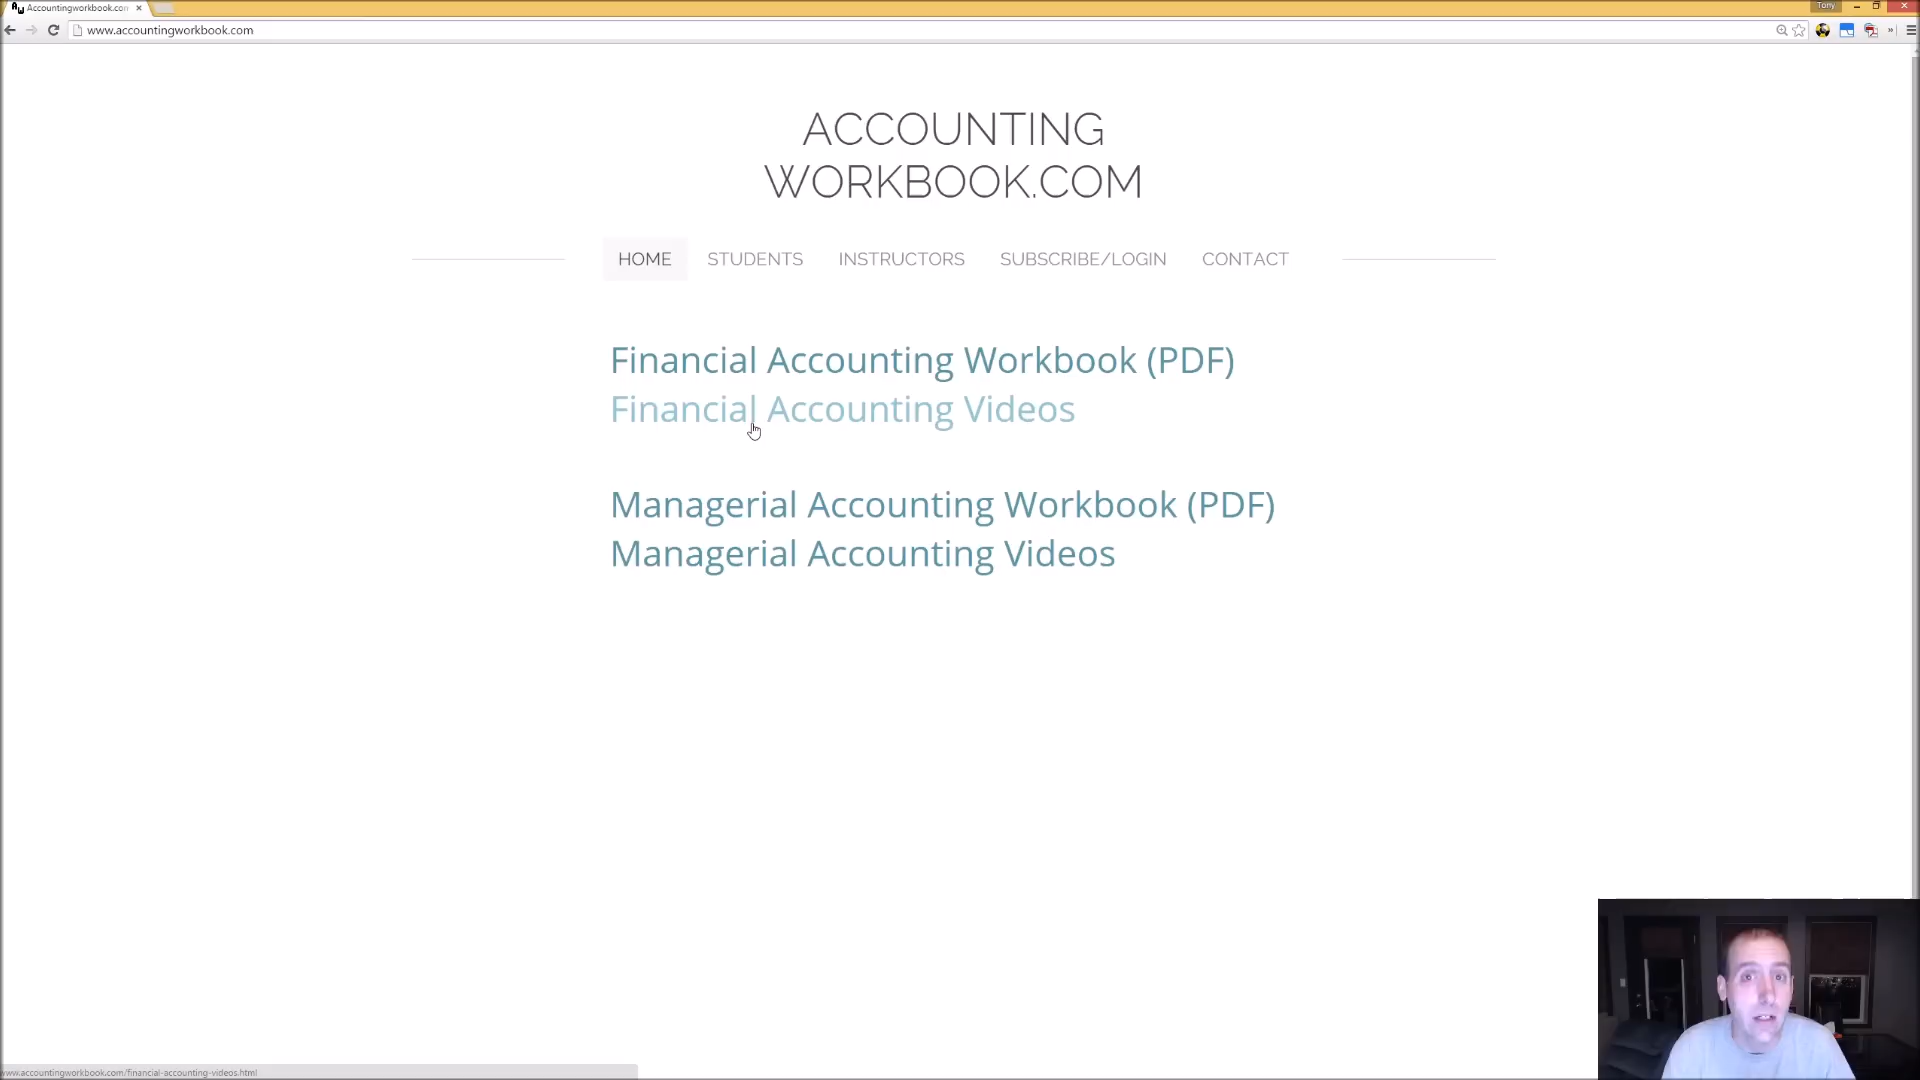 Accountingworkbook.com
Tony
www.accountingworkbook.com
ACCOUNTING
WORKBOOK.COM
HOME STUDENTS INSTRUCTORS SUBSCRIBE/LOGIN CONTACT
Financial Accounting Workbook (PDF)
Financial Accounting Videos
Managerial Accounting Workbook (PDF)
Managerial Accounting Videos
www.accountingworkbook.com/financial-accounting-videos.html